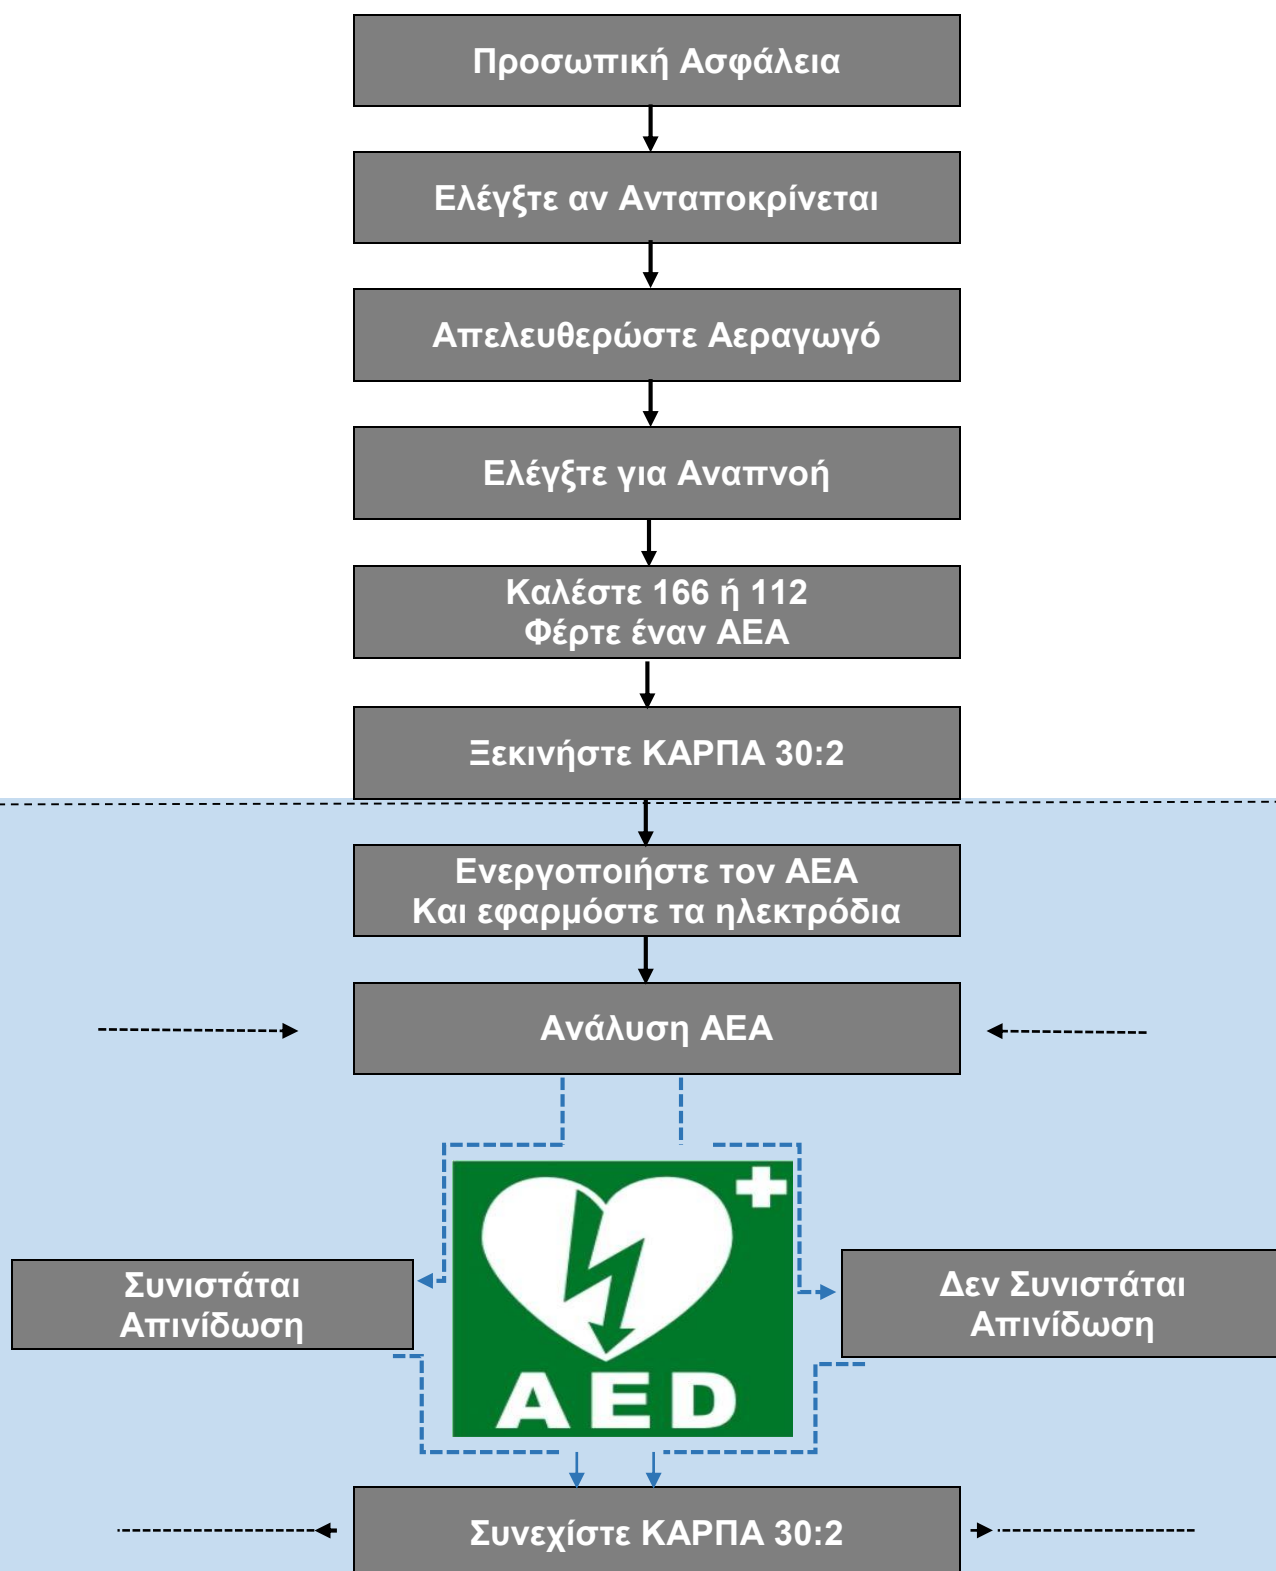 Προσωπική Ασφάλεια
Ελέγξτε αν Ανταποκρίνεται
Απελευθερώστε Αεραγωγό
Ελέγξτε για Αναπνοή
Καλέστε 166 ή 112
Φέρτε έναν ΑΕΑ
Ξεκινήστε ΚΑΡΠΑ 30:2
Ενεργοποιήστε τον ΑΕΑ
Και εφαρμόστε τα ηλεκτρόδια
Ανάλυση ΑΕΑ
Συνιστάται
Απινίδωση
AED
Δεν Συνιστάται
Απινίδωση
Συνεχίστε ΚΑΡΠΑ 30:2